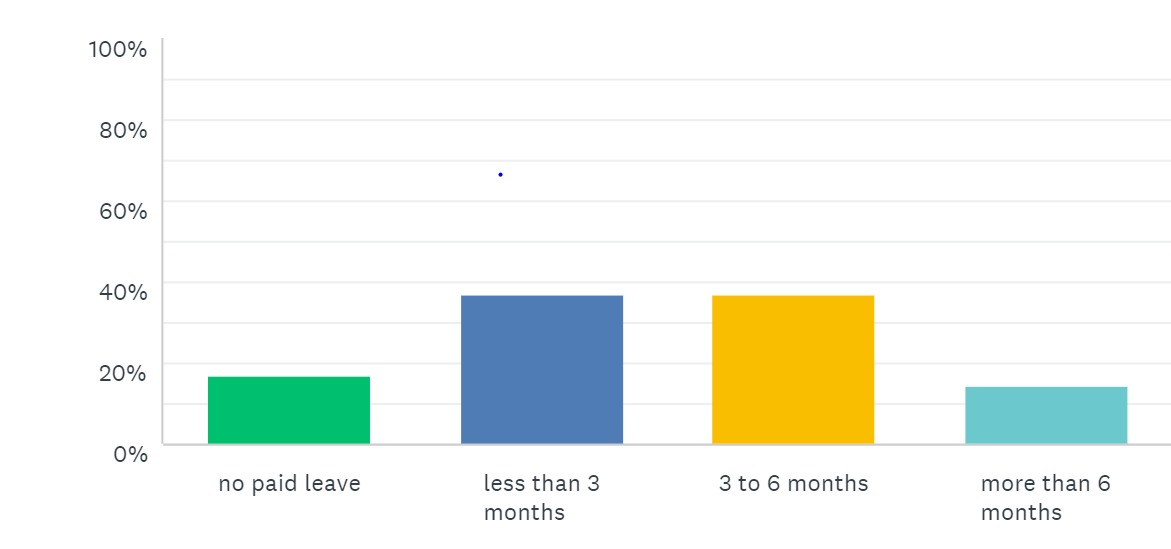 100%
80%
60%
40%
20%
0%
no paid leave
less than 3
months
3 to 6 months
more than 6
months